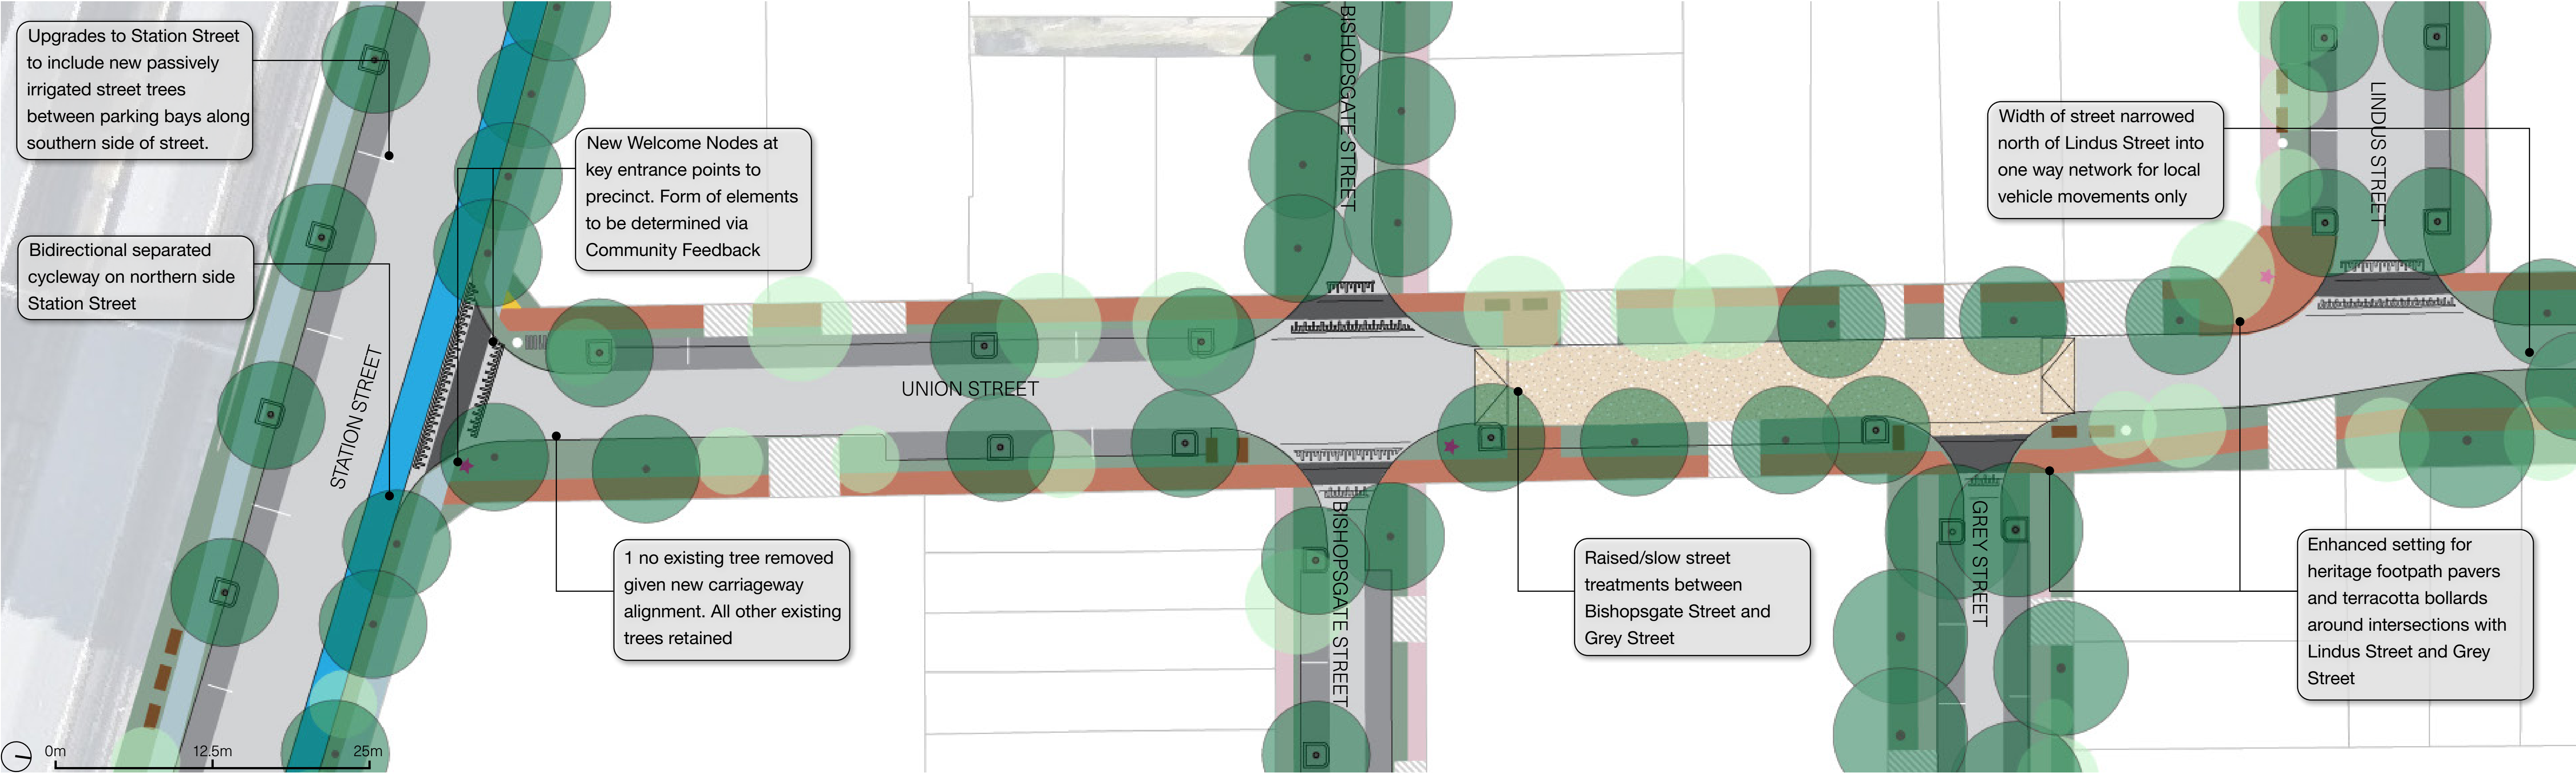 Upgrades to Station Street
to include new passively
irrigated street trees
between parking bays along
southern side of street.
Bidirectional separated
cycleway on northern side
Station Street
New Welcome Nodes at
key entrance points to
precinct. Form of elements
to be determined via
Community Feedback
BISHOPSGATE STREET
Width of street narrowed
north of Lindus Street into
one way network for local
vehicle movements only
LINDUS STREET
STATION STREET
UNION STREET
1 no existing tree removed
given new carriageway
alignment. All other existing
trees retained
BISHOPSGATE STREET
Raised/slow street
treatments between
Bishopsgate Street and
Grey Street
GREY STREET
Enhanced setting for
heritage footpath pavers
and terracotta bollards
around intersections with
Lindus Street and Grey
Street
0m 12.5m 25m